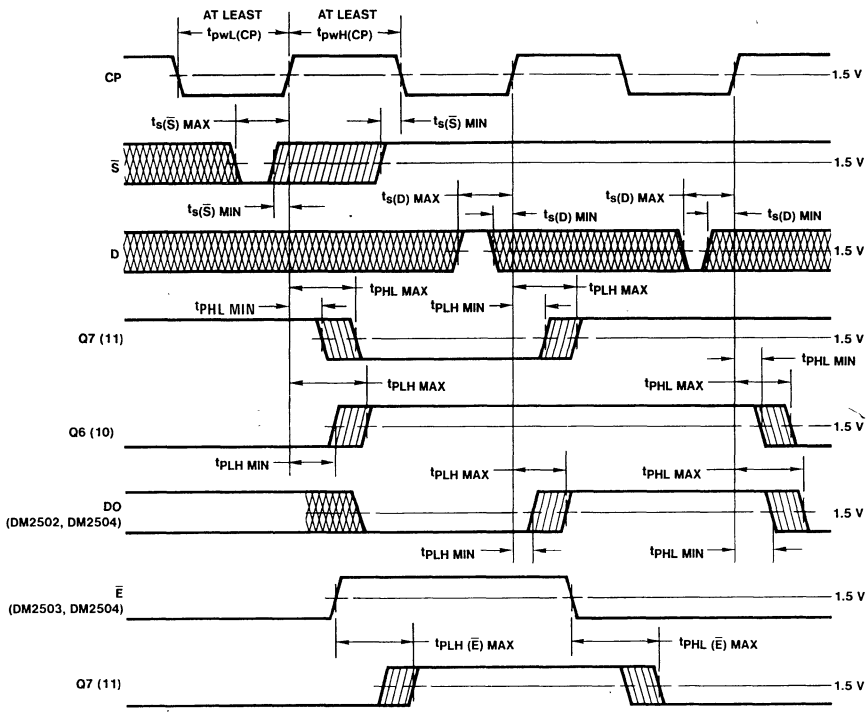 AT LEAST
tpwL(CP)
AT LEAST
tpwH(CP)
CP
1.5 V
ts(S̄) MAX
ts(S̄) MIN
S̄
1.5 V
ts(S̄) MIN
ts(D) MAX
ts(D) MIN
ts(D) MAX
ts(D) MIN
D
1.5 V
tPHL MAX
tPHL MIN
tPLH MAX
tPLH MIN
Q7 (11)
1.5 V
tPHL MIN
tPLH MAX
tPHL MAX
Q6 (10)
1.5 V
tPLH MIN
tPLH MAX
tPHL MAX
DO
(DM2502, DM2504)
1.5 V
tPLH MIN
tPHL MIN
Ē
(DM2503, DM2504)
1.5 V
tPLH (Ē) MAX
tPHL (Ē) MAX
Q7 (11)
1.5 V